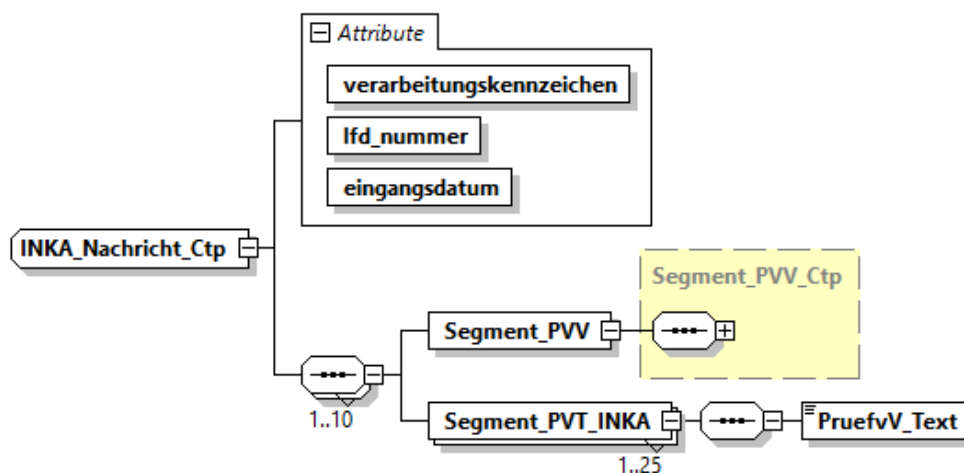 Attribute
verarbeitungskennzeichen
lfd_nummer
eingangsdatum
INKA_Nachricht_Ctp
Segment_PVV_Ctp
Segment_PVV
1..10
Segment_PVT_INKA
PruefvV_Text
1..25